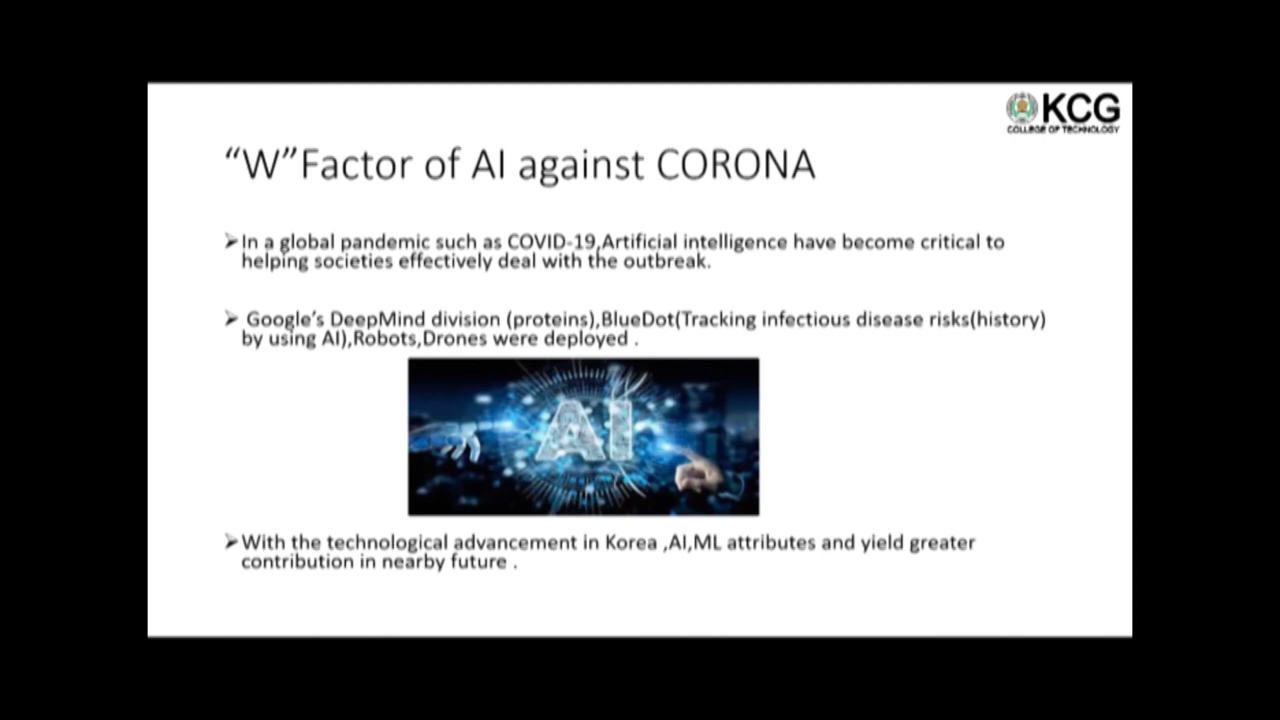 KCG
COLLEGE OF TECHNOLOGY
“W”Factor of AI against CORONA
➢In a global pandemic such as COVID-19,Artificial intelligence have become critical to
helping societies effectively deal with the outbreak.
➢ Google’s DeepMind division (proteins),BlueDot(Tracking infectious disease risks(history)
by using AI),Robots,Drones were deployed .
AI
➢With the technological advancement in Korea ,AI,ML attributes and yield greater
contribution in nearby future .